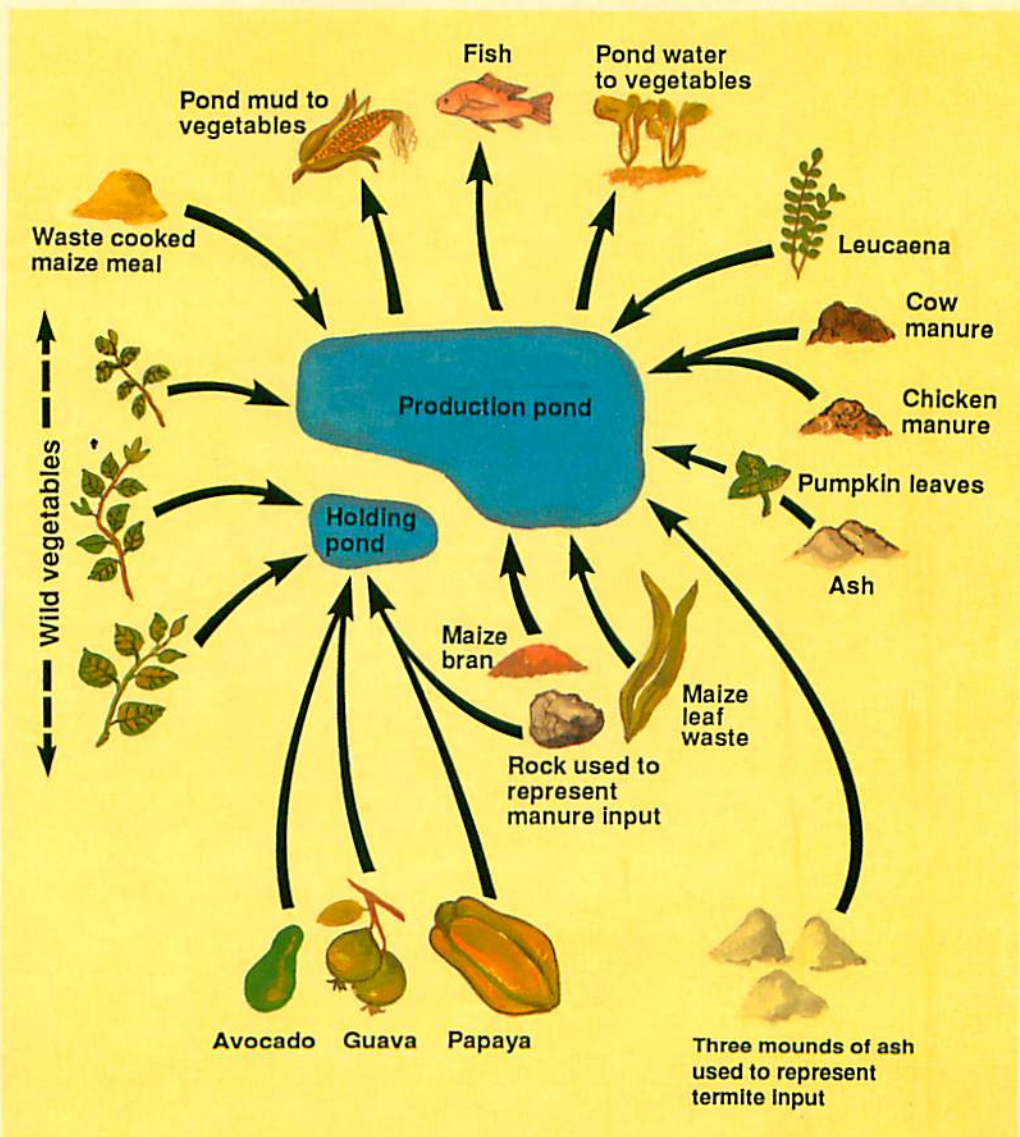 Fish
Pond water
to vegetables
Pond mud to
vegetables
Waste cooked
maize meal
Leucaena
Cow
manure
Chicken
manure
Production pond
Pumpkin leaves
Wild vegetables
Holding
pond
Ash
Maize
bran
Maize
leaf
waste
Rock used to
represent
manure input
Avocado
Guava
Papaya
Three mounds of ash
used to represent
termite input